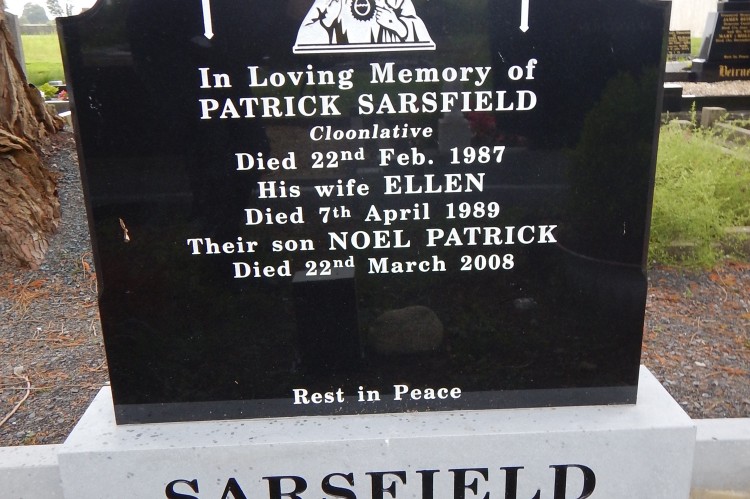 In Loving Memory of
PATRICK SARSFIELD
Cloonlative
Died 22nd Feb. 1987
His wife ELLEN
Died 7th April 1989
Their son NOEL PATRICK
Died 22nd March 2008
Rest in Peace
SARSFIELD